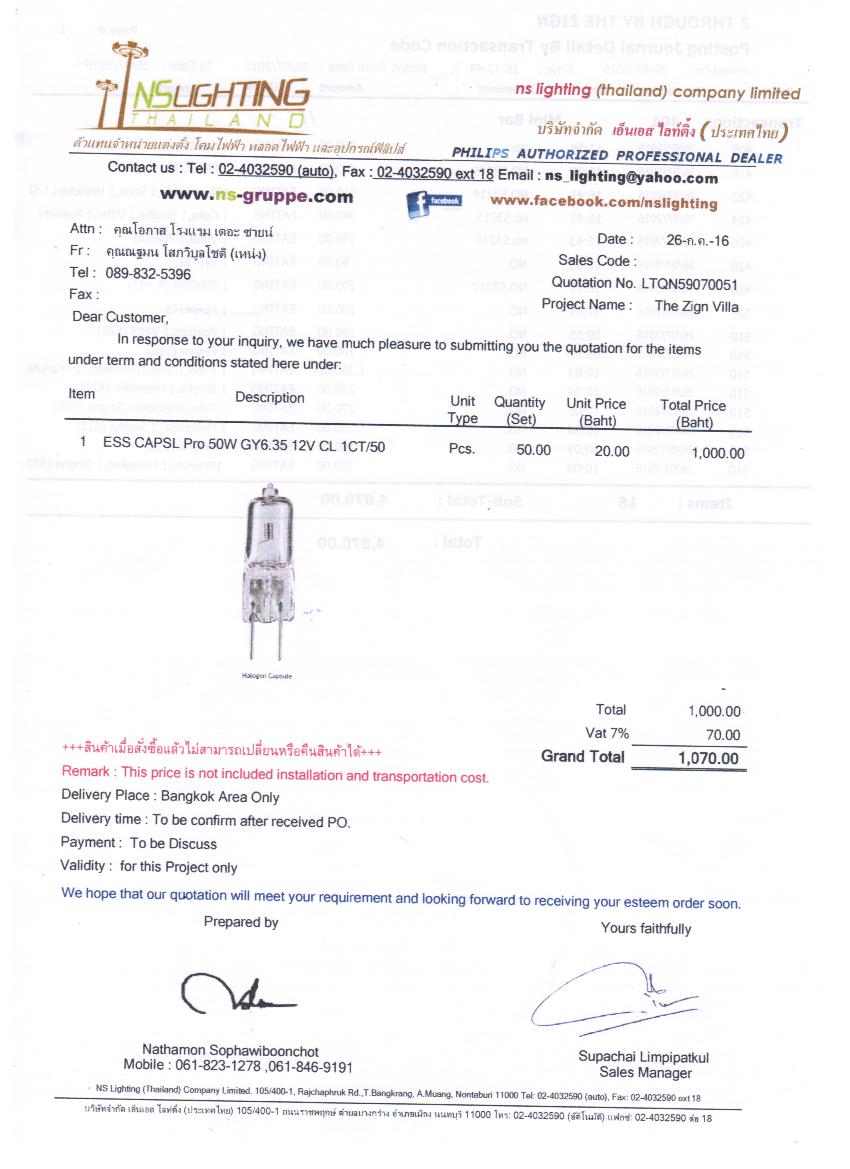 NSLIGHTING
THAILAND
ตัวแทนจำหน่ายแต่งตั้ง โคมไฟฟ้า หลอดไฟฟ้า และอุปกรณ์ฟิลิปส์
ns lighting (thailand) company limited
บริษัทจำกัด เอ็นเอส ไลท์ติ้ง (ประเทศไทย)
PHILIPS AUTHORIZED PROFESSIONAL DEALER
Contact us : Tel : 02-4032590 (auto), Fax : 02-4032590 ext 18 Email : ns_lighting@yahoo.com
www.ns-gruppe.com facebook www.facebook.com/nslighting
Attn : คุณโอภาส โรงแรม เดอะ ซายน์
Fr : คุณณฐมน โสภวิบูลโชติ (เหน่ง)
Tel : 089-832-5396
Fax :
Date : 26-ก.ค.-16
Sales Code :
Quotation No. LTQN59070051
Project Name : The Zign Villa
Dear Customer,
In response to your inquiry, we have much pleasure to submitting you the quotation for the items
under term and conditions stated here under:
Item Description Unit Type Quantity (Set) Unit Price (Baht) Total Price (Baht)
1 ESS CAPSL Pro 50W GY6.35 12V CL 1CT/50 Pcs. 50.00 20.00 1,000.00
Halogen Capsule
-
Total 1,000.00
Vat 7% 70.00
Grand Total 1,070.00
+++สินค้าเมื่อสั่งซื้อแล้วไม่สามารถเปลี่ยนหรือคืนสินค้าได้+++
Remark : This price is not included installation and transportation cost.
Delivery Place : Bangkok Area Only
Delivery time : To be confirm after received PO.
Payment : To be Discuss
Validity : for this Project only
We hope that our quotation will meet your requirement and looking forward to receiving your esteem order soon.
Prepared by
Yours faithfully
Nathamon Sophawiboonchot
Mobile : 061-823-1278 ,061-846-9191
Supachai Limpipatkul
Sales Manager
NS Lighting (Thailand) Company Limited. 105/400-1, Rajchaphruk Rd.,T.Bangkrang, A.Muang, Nontaburi 11000 Tel: 02-4032590 (auto), Fax: 02-4032590 ext 18
บริษัทจำกัด เอ็นเอส ไลท์ติ้ง (ประเทศไทย) 105/400-1 ถนนราชพฤกษ์ ตำบลบางกร่าง อำเภอเมือง นนทบุรี 11000 โทร: 02-4032590 (อัตโนมัติ) แฟกซ์: 02-4032590 ต่อ 18